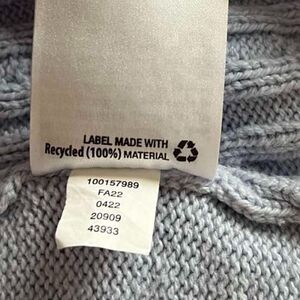 LABEL MADE WITH
Recycled (100%) MATERIAL
100157989
FA22
0422
20909
43933